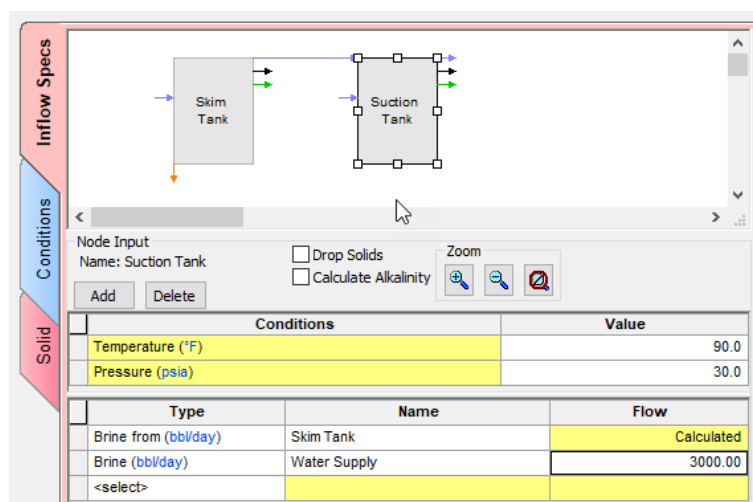 Inflow Specs
Conditions
Solid
Skim
Tank
Suction
Tank
Node Input
Name: Suction Tank
Add
Delete
Drop Solids
Calculate Alkalinity
Zoom
Conditions Value
Temperature (°F) 90.0
Pressure (psia) 30.0
Type Name Flow
Brine from (bbl/day) Skim Tank Calculated
Brine (bbl/day) Water Supply 3000.00
<select>